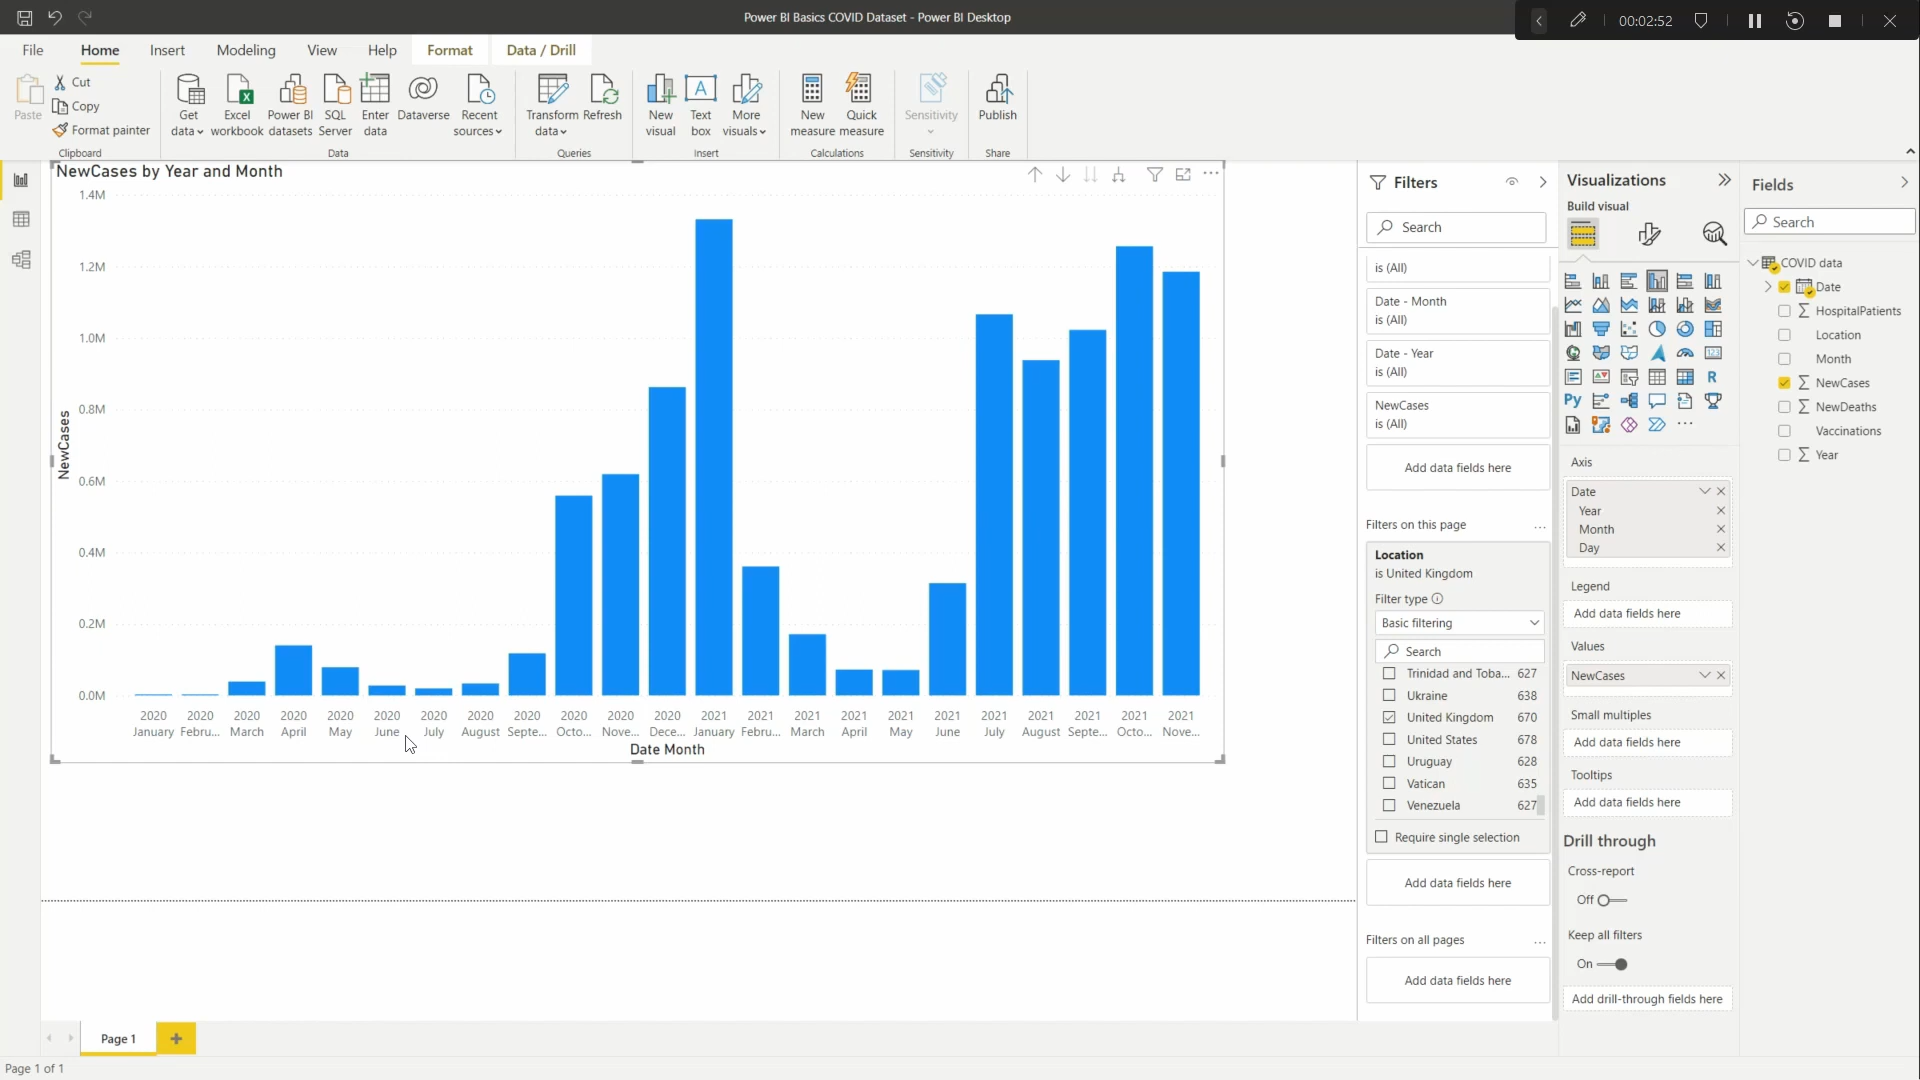 Power BI Basics COVID Dataset - Power BI Desktop
00:02:52
File
Home
Insert
Modeling
View
Help
Format
Data / Drill
Paste
Cut
Copy
Format painter
Clipboard
Get data
Excel workbook
Power BI datasets
SQL Server
Enter data
Dataverse
Recent sources
Data
Transform data
Refresh
Queries
New visual
Text box
More visuals
Insert
New measure
Quick measure
Calculations
Sensitivity
Sensitivity
Publish
Share
NewCases by Year and Month
1.4M
1.2M
1.0M
0.8M
0.6M
0.4M
0.2M
0.0M
NewCases
2020 January
2020 Febru...
2020 March
2020 April
2020 May
2020 June
2020 July
2020 August
2020 Septe...
2020 Octo...
2020 Nove...
2020 Dece...
2021 January
2021 Febru...
2021 March
2021 April
2021 May
2021 June
2021 July
2021 August
2021 Septe...
2021 Octo...
2021 Nove...
Date Month
Filters
Search
is (All)
Date - Month
is (All)
Date - Year
is (All)
NewCases
is (All)
Add data fields here
Filters on this page
...
Location
is United Kingdom
Filter type
Basic filtering
Search
Trinidad and Toba... 627
Ukraine 638
United Kingdom 670
United States 678
Uruguay 628
Vatican 635
Venezuela 627
Require single selection
Add data fields here
Filters on all pages
...
Add data fields here
Visualizations
Build visual
123
R
Py
...
Axis
Date
Year
Month
Day
Legend
Add data fields here
Values
NewCases
Small multiples
Add data fields here
Tooltips
Add data fields here
Drill through
Cross-report
Off
Keep all filters
On
Add drill-through fields here
Fields
Search
COVID data
Date
HospitalPatients
Location
Month
NewCases
NewDeaths
Vaccinations
Year
Page 1
Page 1 of 1